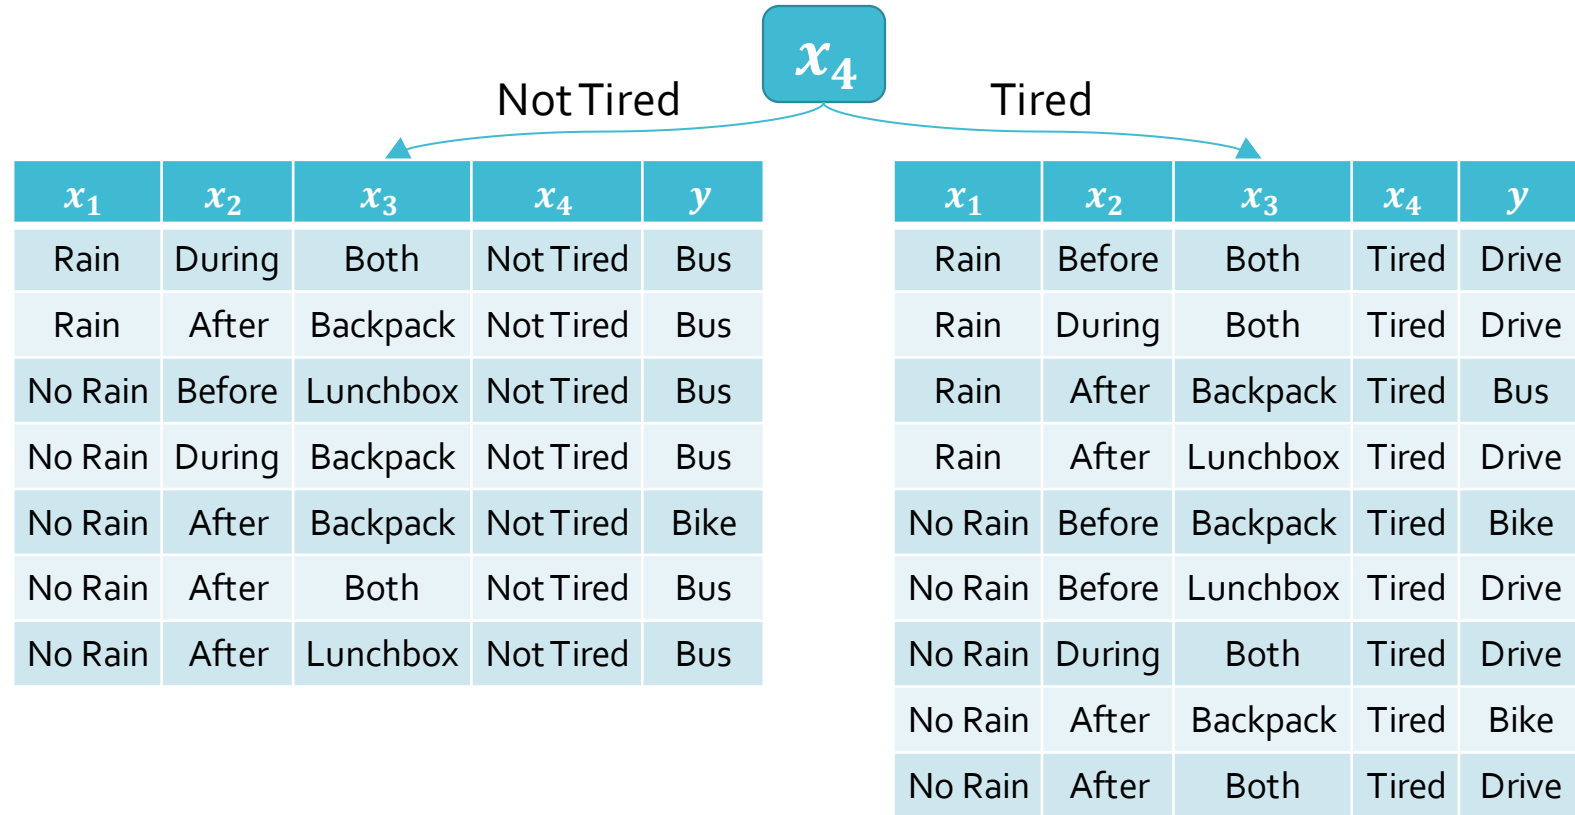 x₄
Not Tired Tired
x₁ x₂ x₃ x₄ y
Rain During Both Not Tired Bus
Rain After Backpack Not Tired Bus
No Rain Before Lunchbox Not Tired Bus
No Rain During Backpack Not Tired Bus
No Rain After Backpack Not Tired Bike
No Rain After Both Not Tired Bus
No Rain After Lunchbox Not Tired Bus
x₁ x₂ x₃ x₄ y
Rain Before Both Tired Drive
Rain During Both Tired Drive
Rain After Backpack Tired Bus
Rain After Lunchbox Tired Drive
No Rain Before Backpack Tired Bike
No Rain Before Lunchbox Tired Drive
No Rain During Both Tired Drive
No Rain After Backpack Tired Bike
No Rain After Both Tired Drive